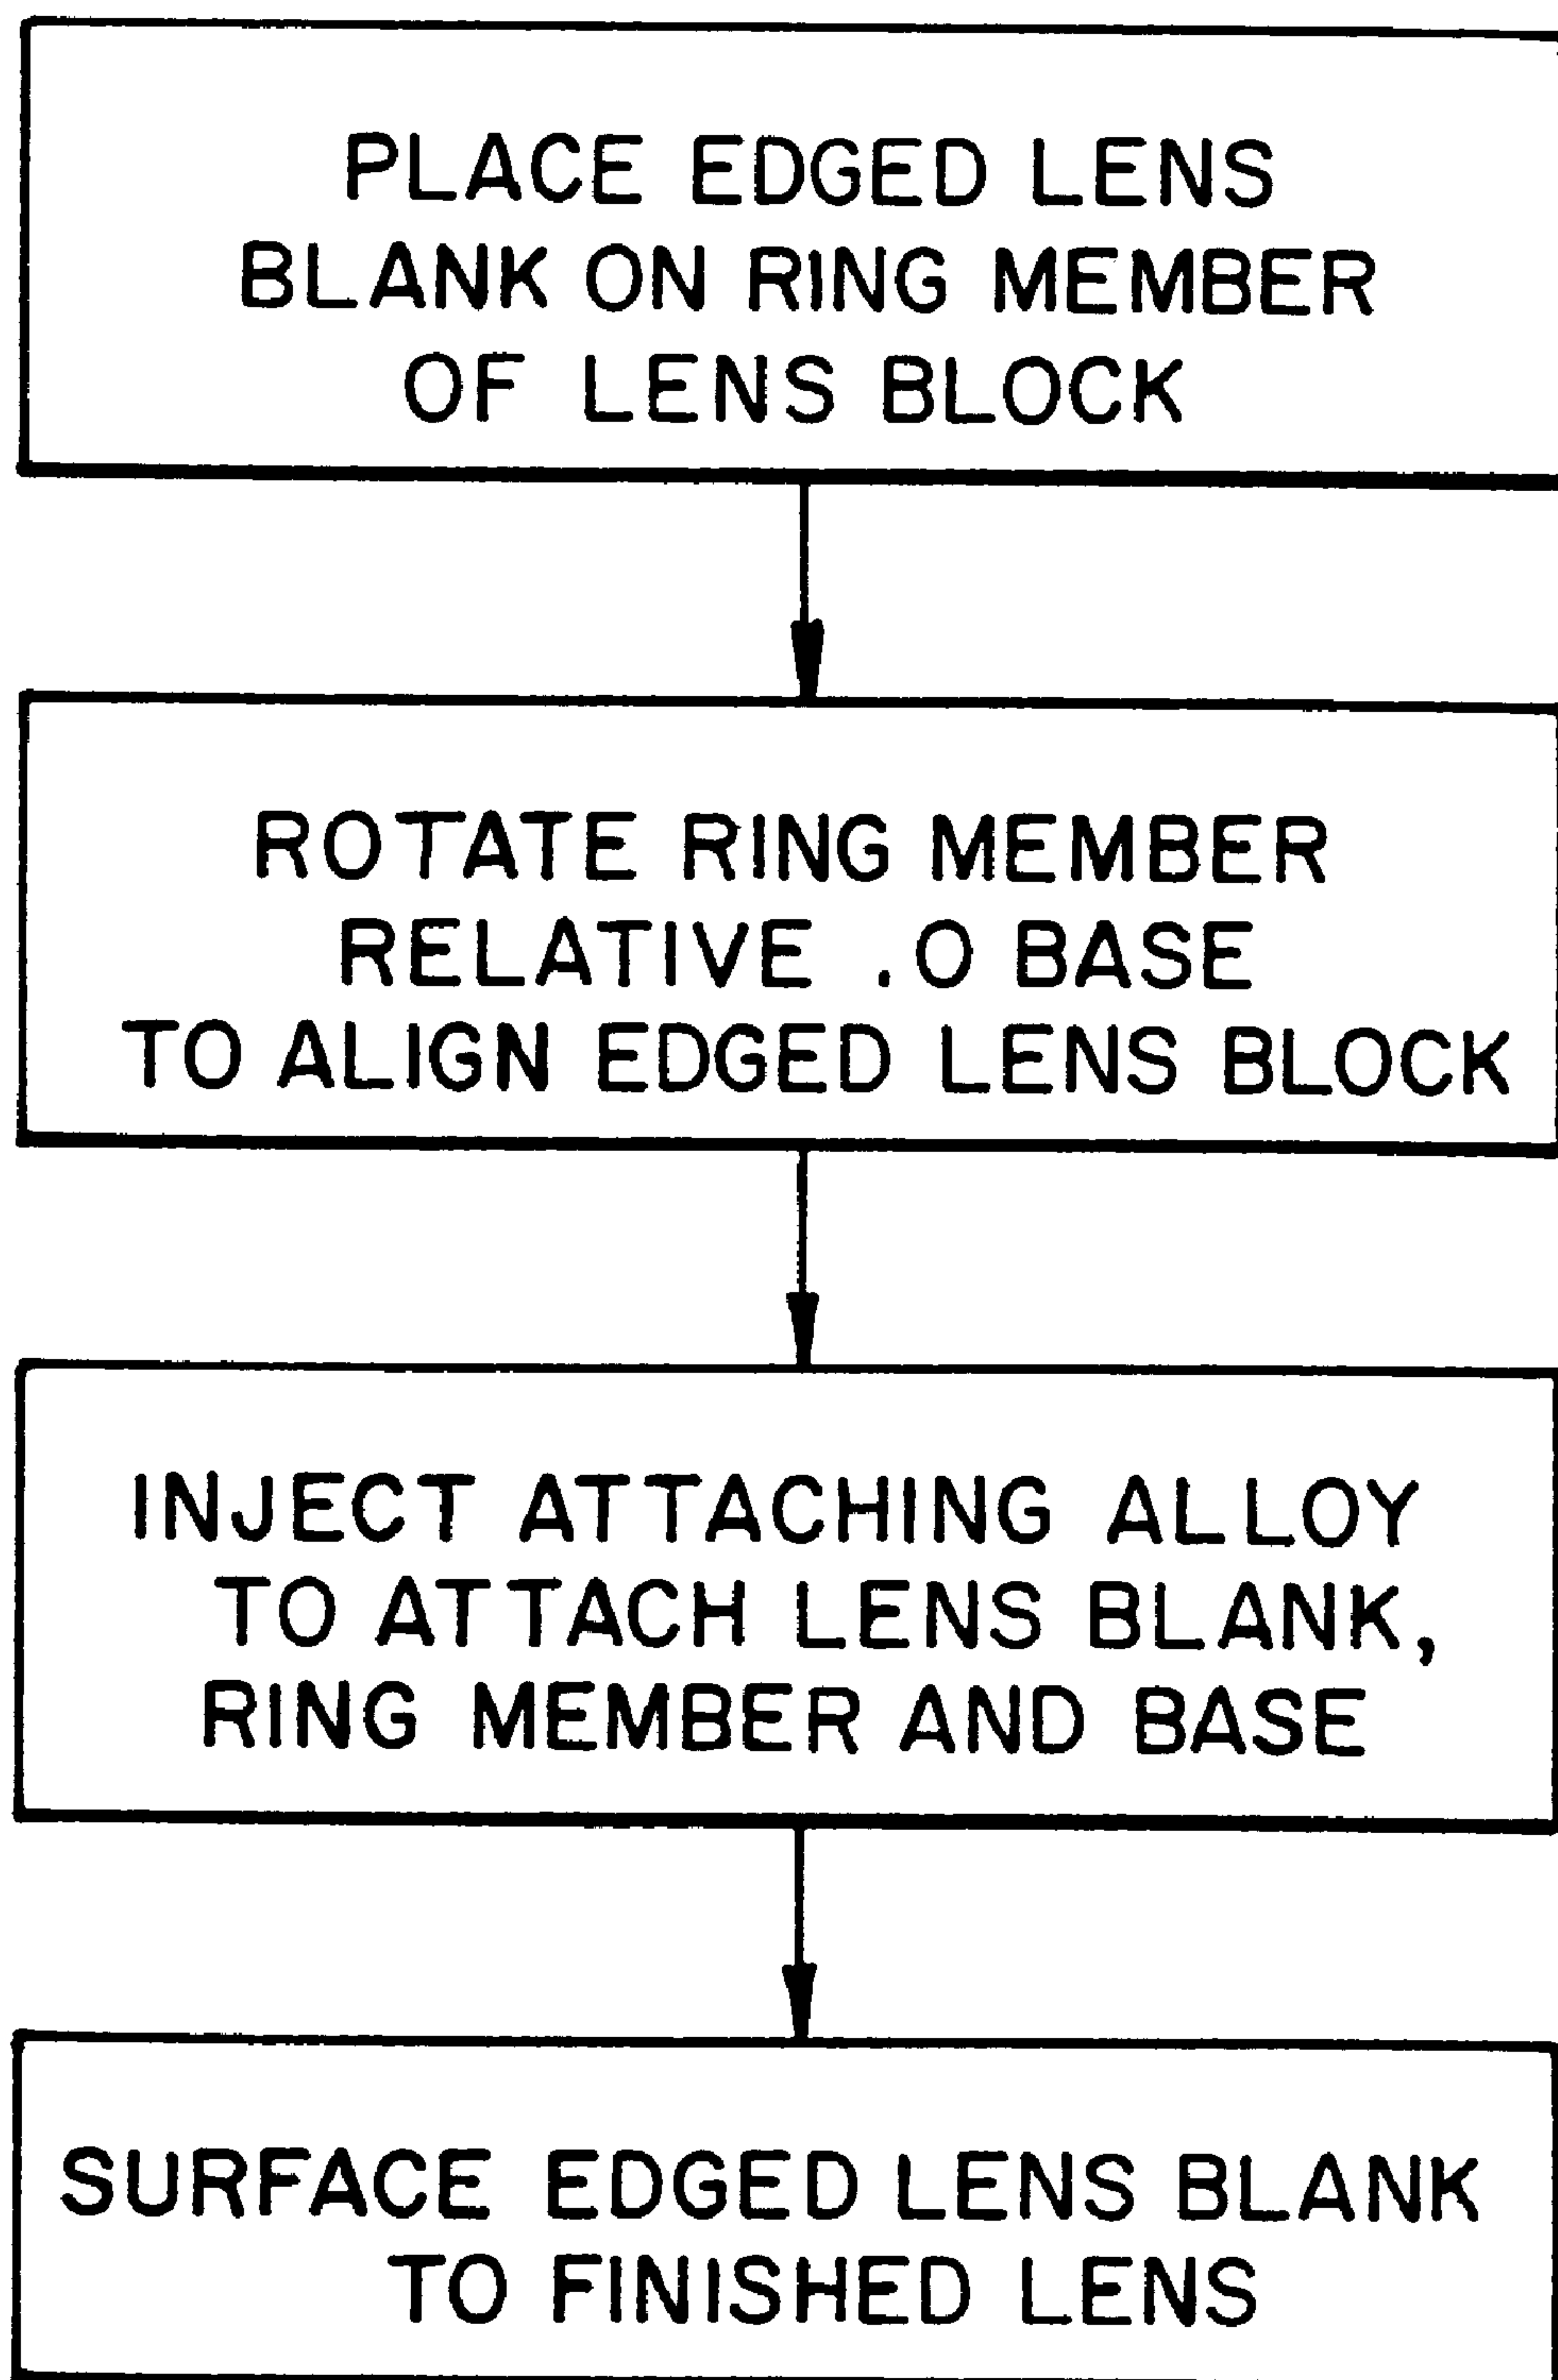 PLACE EDGED LENS
BLANK ON RING MEMBER
OF LENS BLOCK
ROTATE RING MEMBER
RELATIVE .O BASE
TO ALIGN EDGED LENS BLOCK
INJECT ATTACHING ALLOY
TO ATTACH LENS BLANK,
RING MEMBER AND BASE
SURFACE EDGED LENS BLANK
TO FINISHED LENS